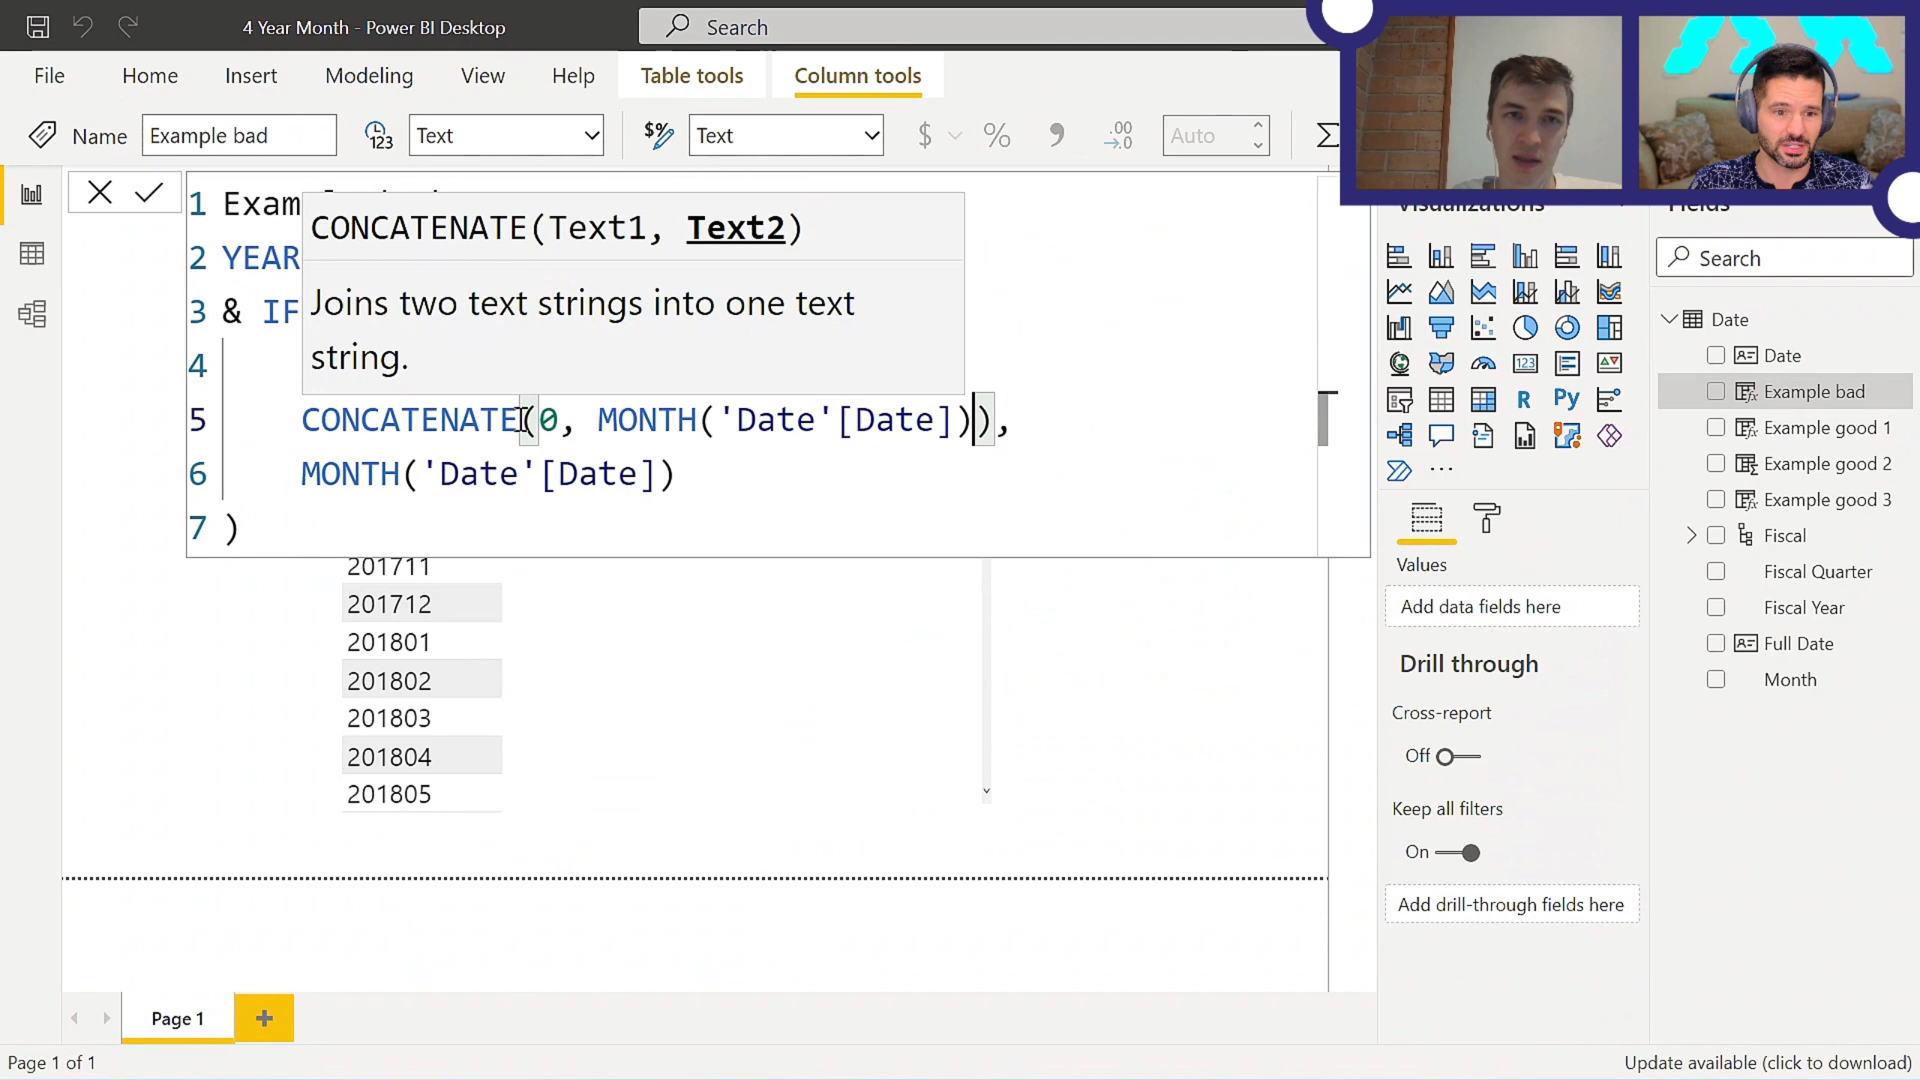 4 Year Month - Power BI Desktop
Search
File
Home
Insert
Modeling
View
Help
Table tools
Column tools
Name
Example bad
Text
Text
$
%
.00
Auto
1 Exam
CONCATENATE(Text1, Text2)
2 YEAR
3 & IF
Joins two text strings into one text
string.
4
5 CONCATENATE(0, MONTH('Date'[Date])),
6 MONTH('Date'[Date])
7 )
201711
201712
201801
201802
201803
201804
201805
Visualizations
123
R
Py
...
Values
Add data fields here
Drill through
Cross-report
Off
Keep all filters
On
Add drill-through fields here
Fields
Search
Date
Date
Example bad
Example good 1
Example good 2
Example good 3
Fiscal
Fiscal Quarter
Fiscal Year
Full Date
Month
Page 1
+
Page 1 of 1
Update available (click to download)